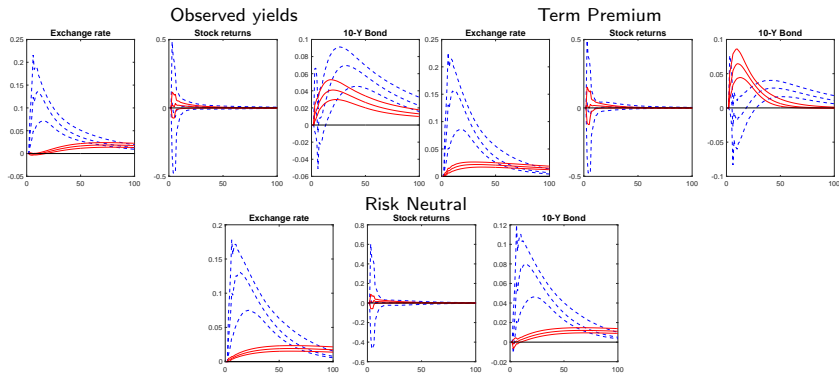 Observed yields
Term Premium
Exchange rate
Stock returns
10-Y Bond
Exchange rate
Stock returns
10-Y Bond
0.25
0.2
0.15
0.1
0.05
0
-0.05
0 50 100
0.5
0
-0.5
0 50 100
0.1
0.08
0.06
0.04
0.02
0
-0.02
-0.04
-0.06
0 50 100
0.25
0.2
0.15
0.1
0.05
0
0 50 100
0.5
0
-0.5
0 50 100
0.1
0.05
0
-0.05
-0.1
0 50 100
Risk Neutral
Exchange rate
Stock returns
10-Y Bond
0.2
0.15
0.1
0.05
0
0 50 100
0.8
0.6
0.4
0.2
0
-0.2
-0.4
-0.6
0 50 100
0.12
0.1
0.08
0.06
0.04
0.02
0
-0.02
0 50 100